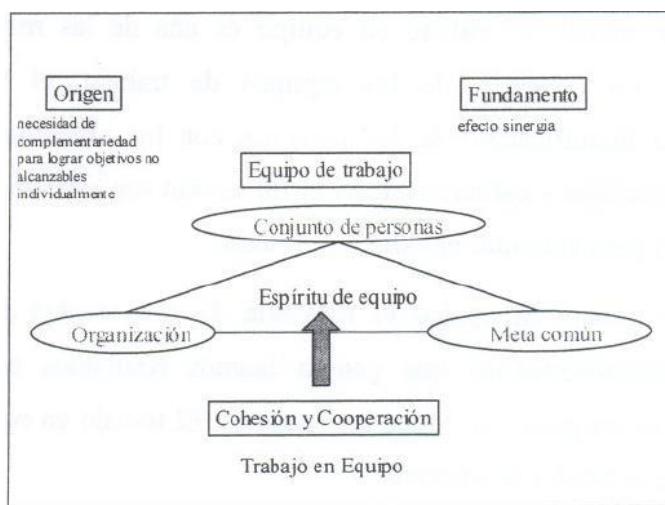 Origen
necesidad de
complementariedad
para lograr objetivos no
alcanzables
individualmente
Fundamento
efecto sinergia
Equipo de trabajo
Conjunto de personas
Espíritu de equipo
Organización
Meta común
Cohesión y Cooperación
Trabajo en Equipo